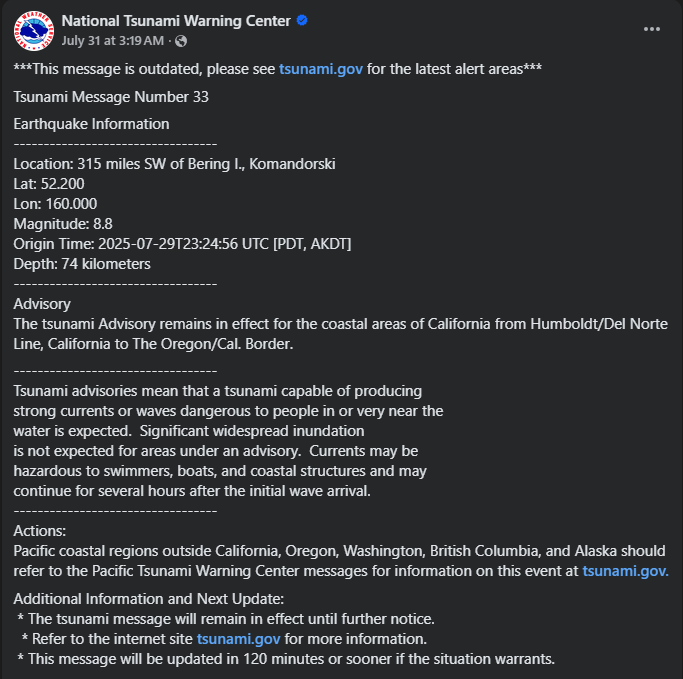 National Tsunami Warning Center
July 31 at 3:19 AM ·
***This message is outdated, please see tsunami.gov for the latest alert areas***
Tsunami Message Number 33
Earthquake Information
----------------------------------
Location: 315 miles SW of Bering I., Komandorski
Lat: 52.200
Lon: 160.000
Magnitude: 8.8
Origin Time: 2025-07-29T23:24:56 UTC [PDT, AKDT]
Depth: 74 kilometers
----------------------------------
Advisory
The tsunami Advisory remains in effect for the coastal areas of California from Humboldt/Del Norte
Line, California to The Oregon/Cal. Border.
----------------------------------
Tsunami advisories mean that a tsunami capable of producing
strong currents or waves dangerous to people in or very near the
water is expected.  Significant widespread inundation
is not expected for areas under an advisory.  Currents may be
hazardous to swimmers, boats, and coastal structures and may
continue for several hours after the initial wave arrival.
----------------------------------
Actions:
Pacific coastal regions outside California, Oregon, Washington, British Columbia, and Alaska should
refer to the Pacific Tsunami Warning Center messages for information on this event at tsunami.gov.
Additional Information and Next Update:
* The tsunami message will remain in effect until further notice.
* Refer to the internet site tsunami.gov for more information.
* This message will be updated in 120 minutes or sooner if the situation warrants.